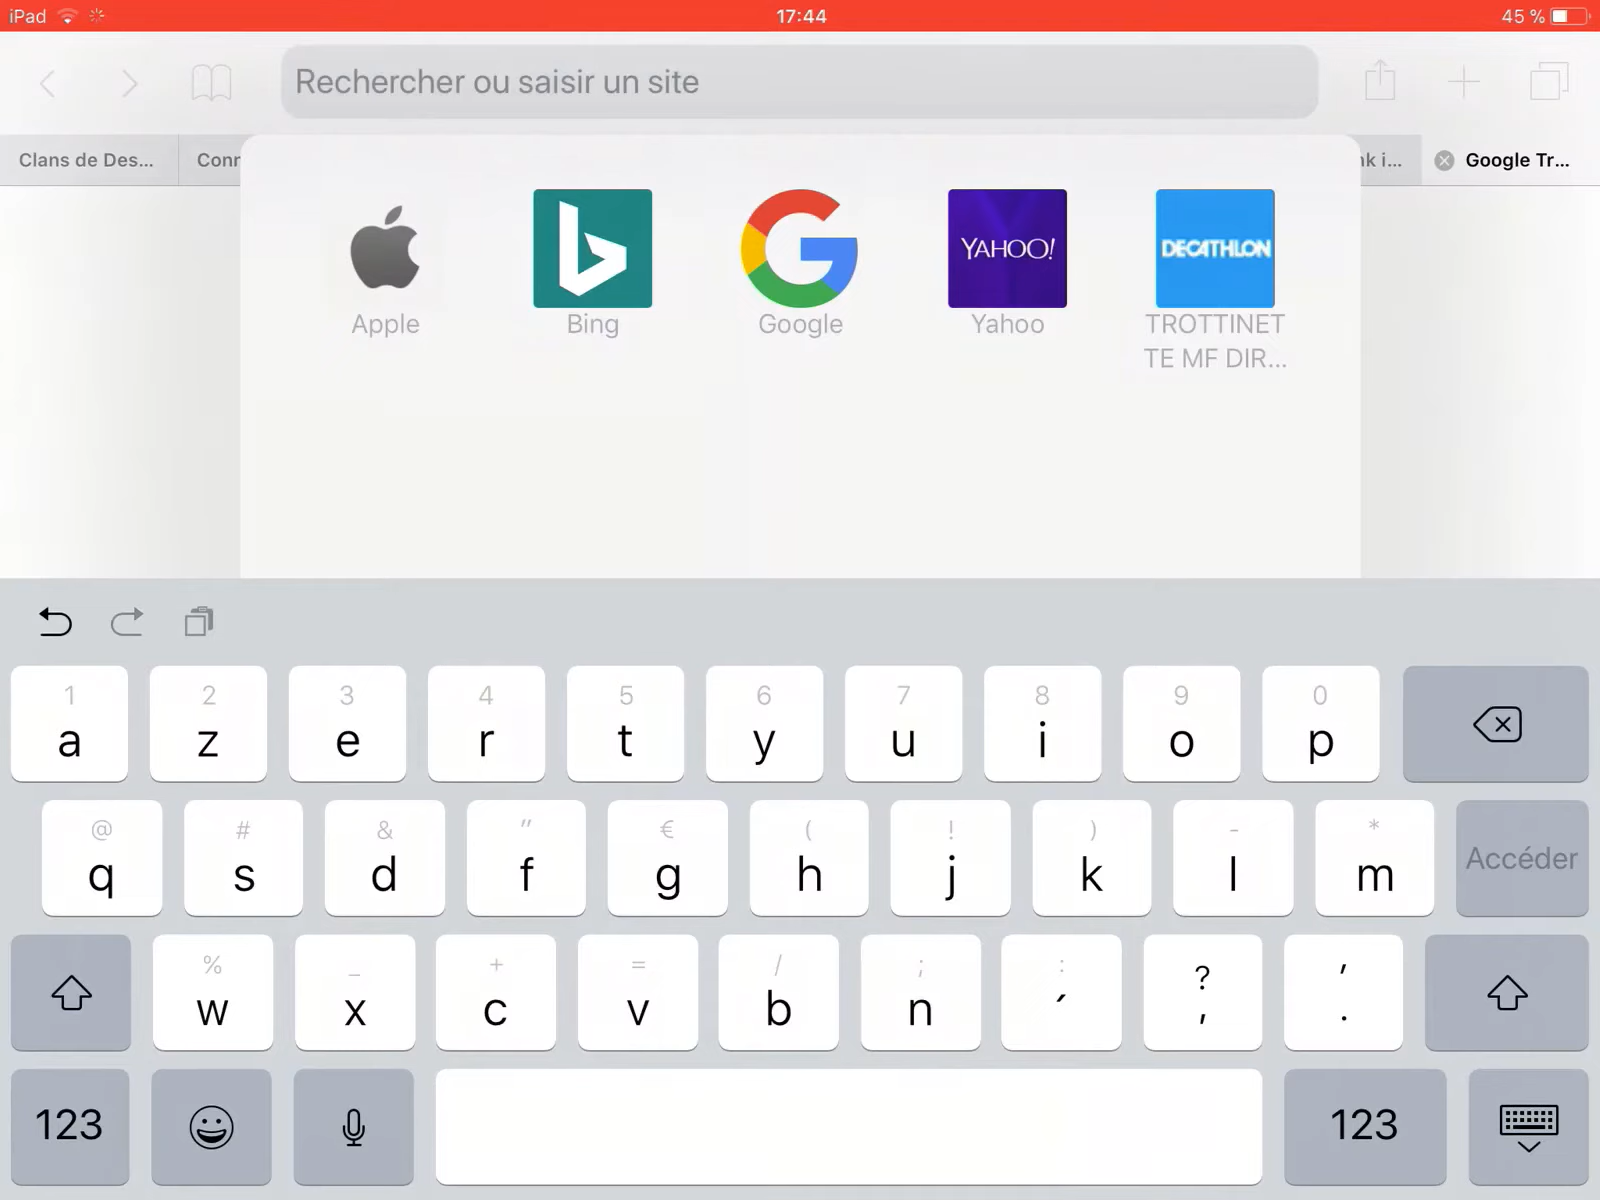 iPad 17:44 45 %
Rechercher ou saisir un site
Clans de Des... Conr nk i... Google Tr...
YAHOO! DECATHLON
Apple Bing Google Yahoo TROTTINET
TE MF DIR...
1 2 3 4 5 6 7 8 9 0
a z e r t y u i o p
@ # & " € ( ! ) - *
q s d f g h j k l m Accéder
% _ + = / ; : ? '
w x c v b n ´ , .
123 123